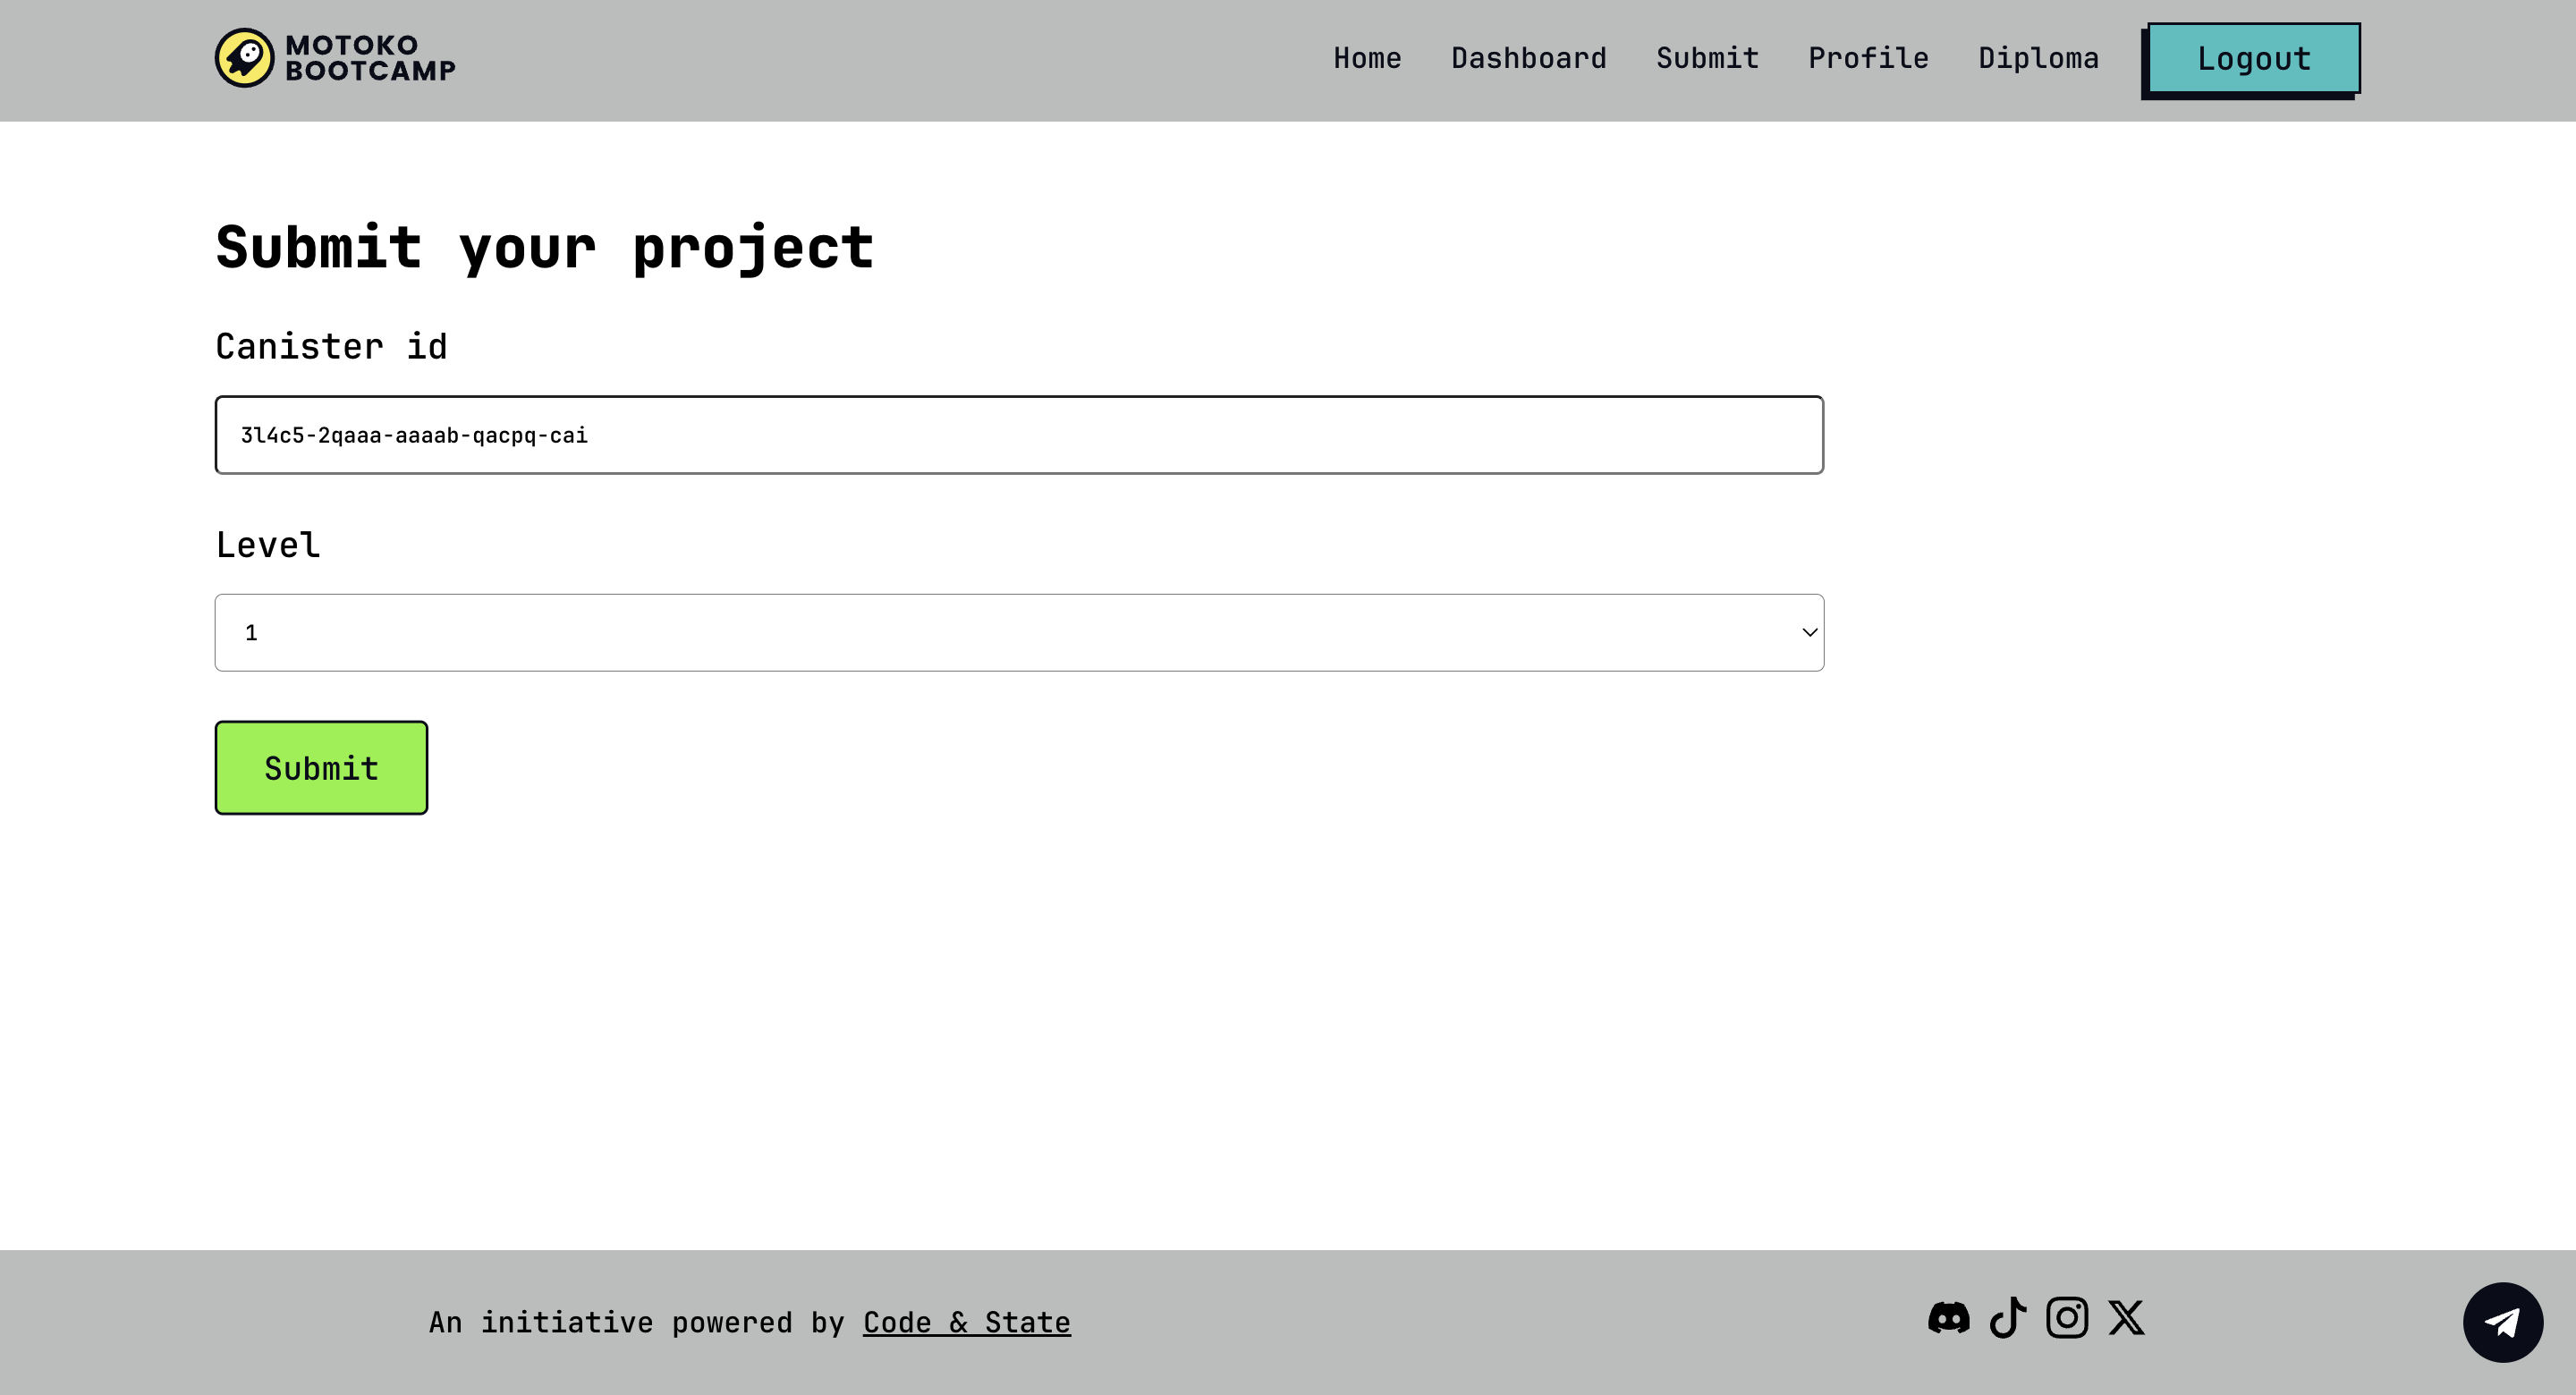 MOTOKO
BOOTCAMP
Home Dashboard Submit Profile Diploma Logout
Submit your project
Canister id
3l4c5-2qaaa-aaaab-qacpq-cai
Level
1
Submit
An initiative powered by Code & State